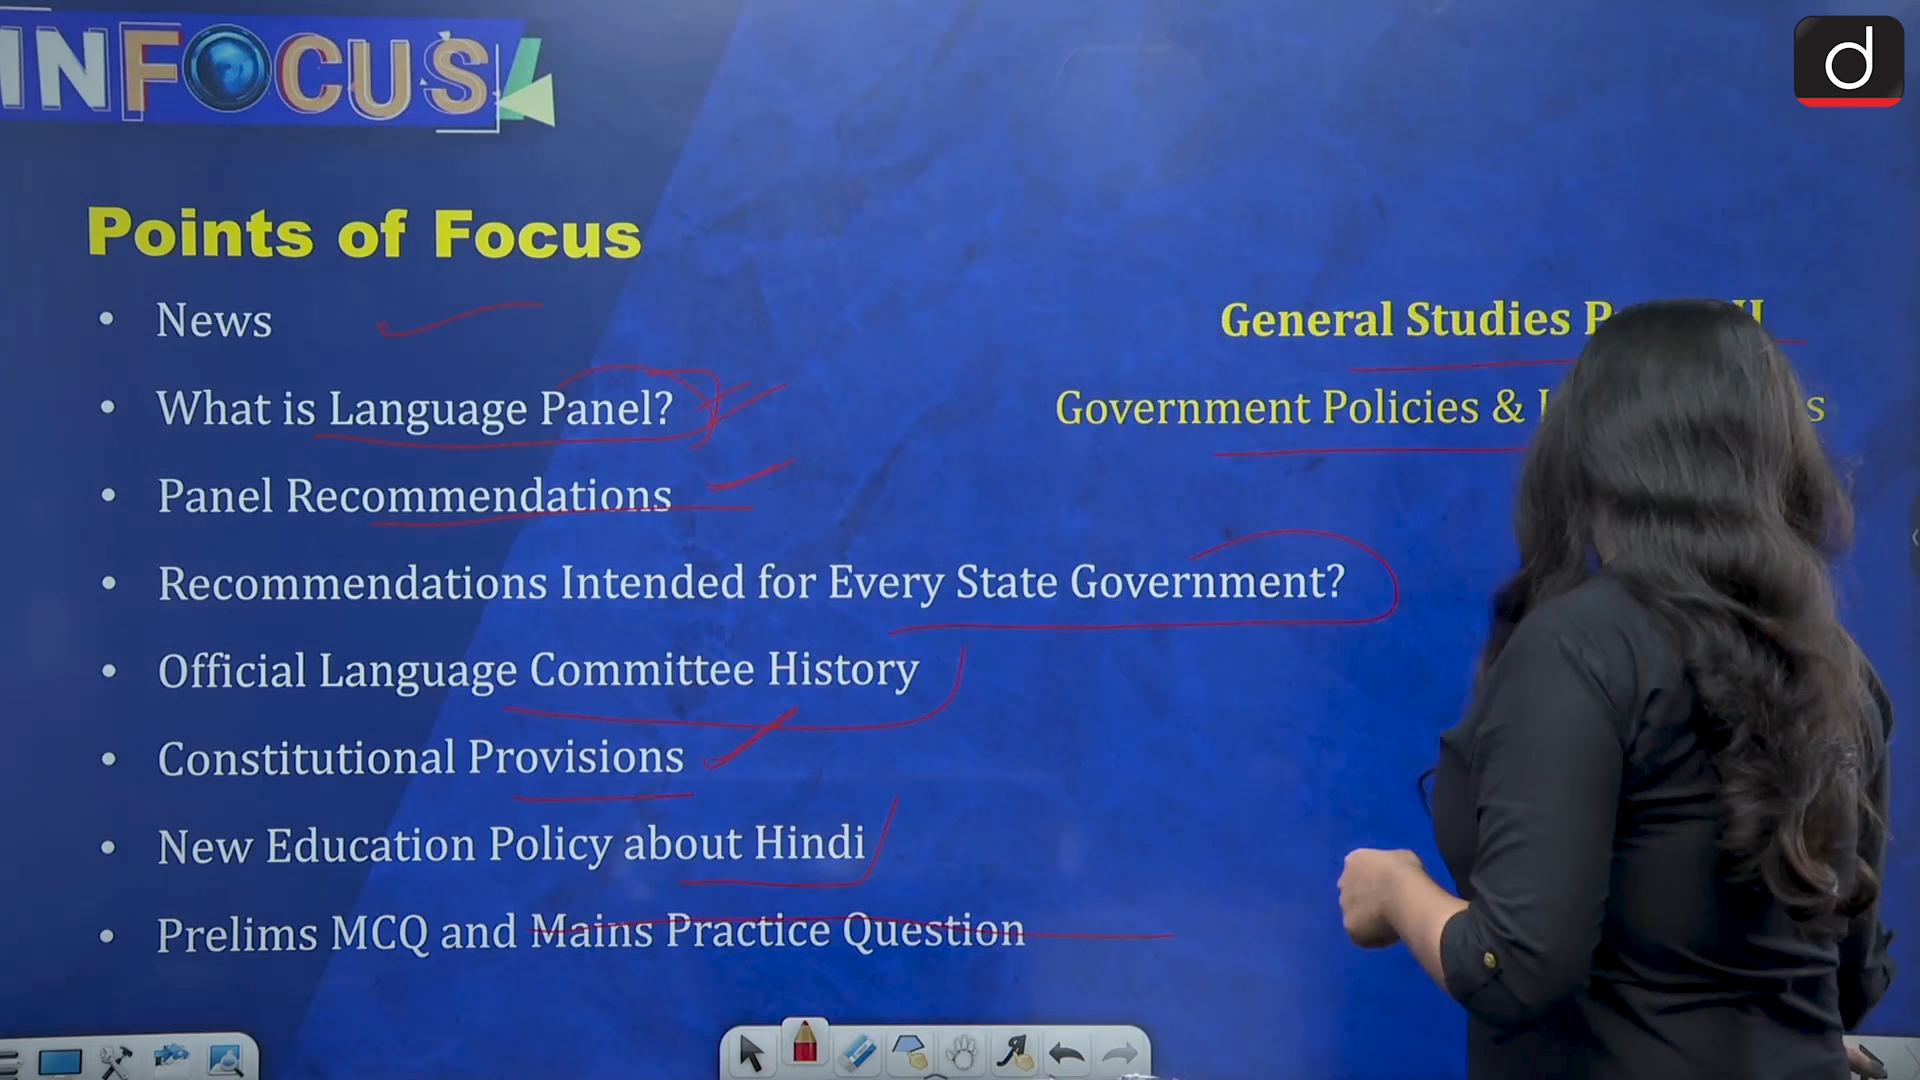 INFOCUS
d
Points of Focus
• News
General Studies
• What is Language Panel?
Government Policies &
• Panel Recommendations
• Recommendations Intended for Every State Government?
• Official Language Committee History
• Constitutional Provisions
• New Education Policy about Hindi
• Prelims MCQ and Mains Practice Question